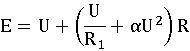 E = U + (U/R₁ + αU²) R